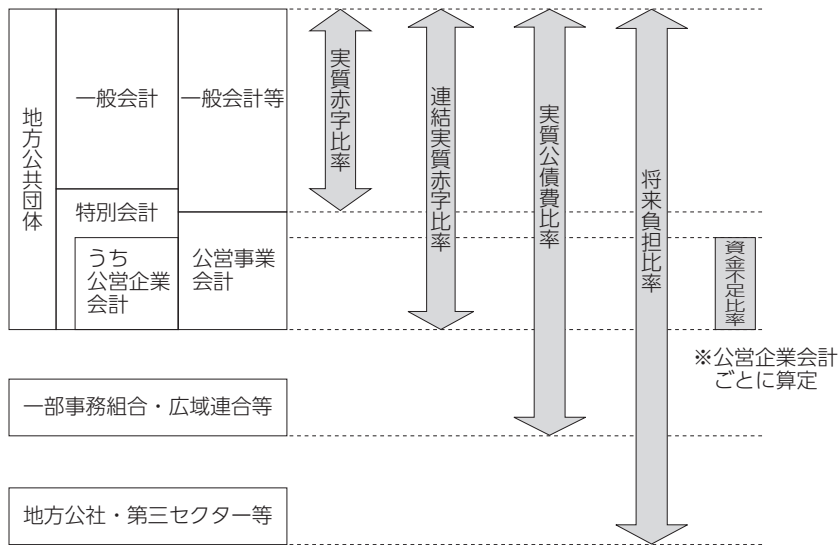 地方公共団体
一般会計
一般会計等
特別会計
うち
公営企業
会計
公営事業
会計
実質赤字比率
連結実質赤字比率
実質公債費比率
将来負担比率
資金不足比率
※公営企業会計
ごとに算定
一部事務組合・広域連合等
地方公社・第三セクター等